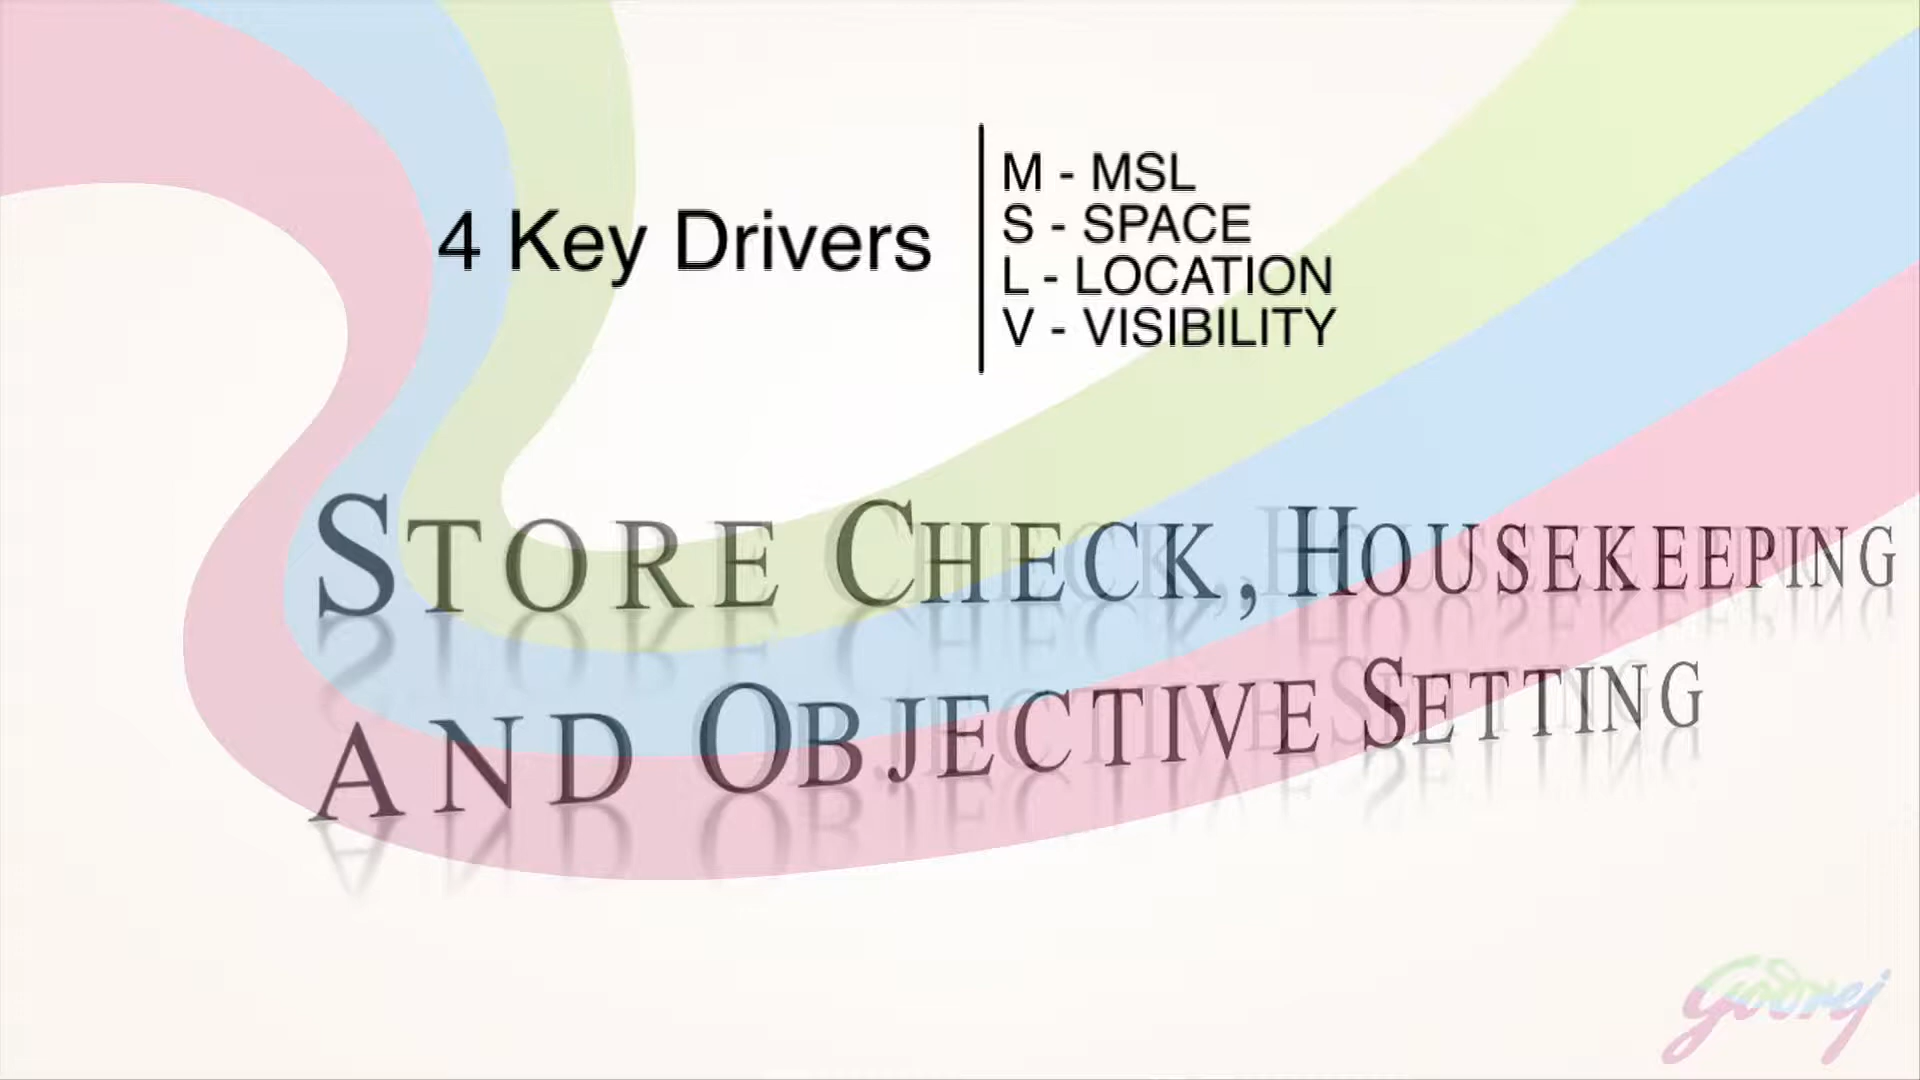 4 Key Drivers
M - MSL
S - SPACE
L - LOCATION
V - VISIBILITY
STORE CHECK, HOUSEKEEPING
AND OBJECTIVE SETTING
Godrej